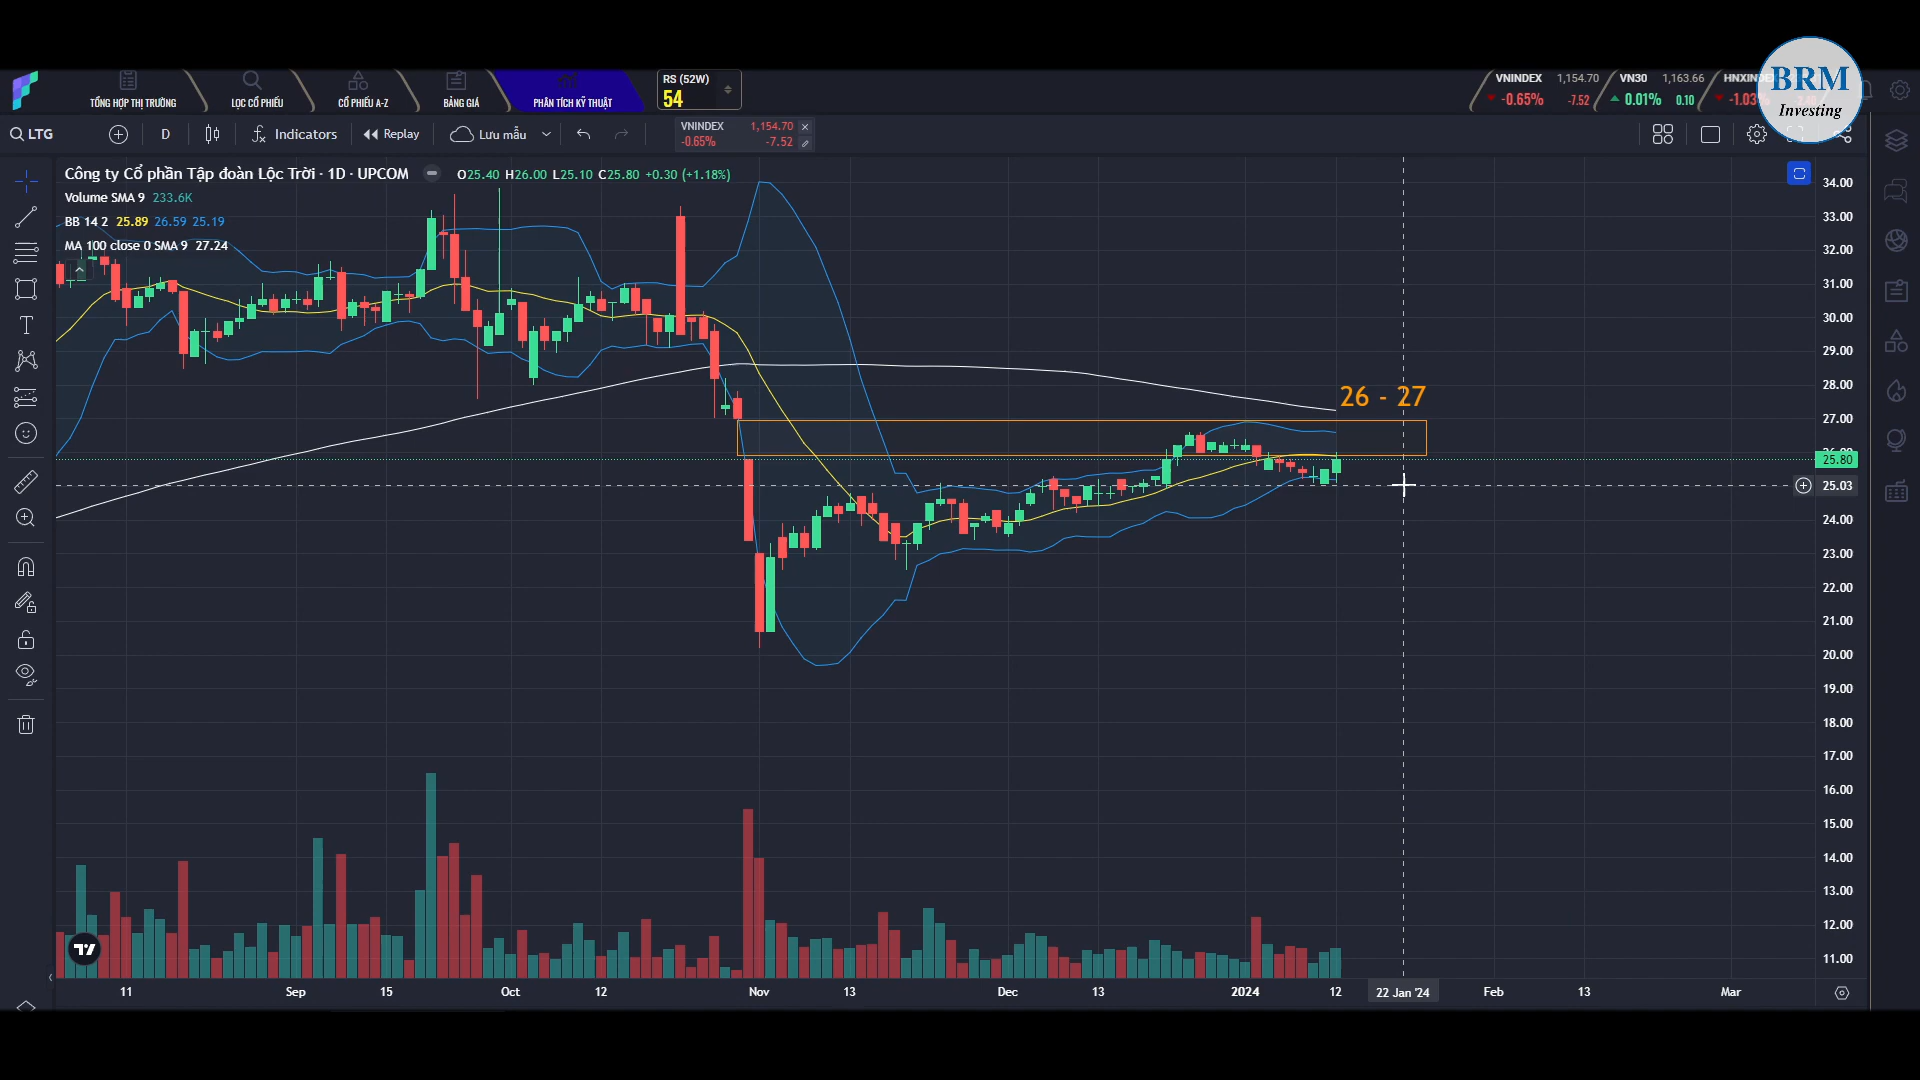 BRM
Investing
TỔNG HỢP THỊ TRƯỜNG
LỌC CỔ PHIẾU
CỔ PHIẾU A-Z
BẢNG GIÁ
PHÂN TÍCH KỸ THUẬT
RS (52W)
54
VNINDEX 1,154.70
-0.65% -7.52
VN30 1,163.66
0.01% 0.10
HNXINDEX
-1.03%
LTG
D
Indicators
Replay
Lưu mẫu
VNINDEX 1,154.70
-0.65% -7.52
Công ty Cổ phần Tập đoàn Lộc Trời · 1D · UPCOM
O25.40 H26.00 L25.10 C25.80 +0.30 (+1.18%)
Volume SMA 9 233.6K
BB 14 2 25.89 26.59 25.19
MA 100 close 0 SMA 9 27.24
26 - 27
34.00
33.00
32.00
31.00
30.00
29.00
28.00
27.00
25.80
25.03
24.00
23.00
22.00
21.00
20.00
19.00
18.00
17.00
16.00
15.00
14.00
13.00
12.00
11.00
11 Sep 15 Oct 12 Nov 13 Dec 13 2024 12 22 Jan '24 Feb 13 Mar